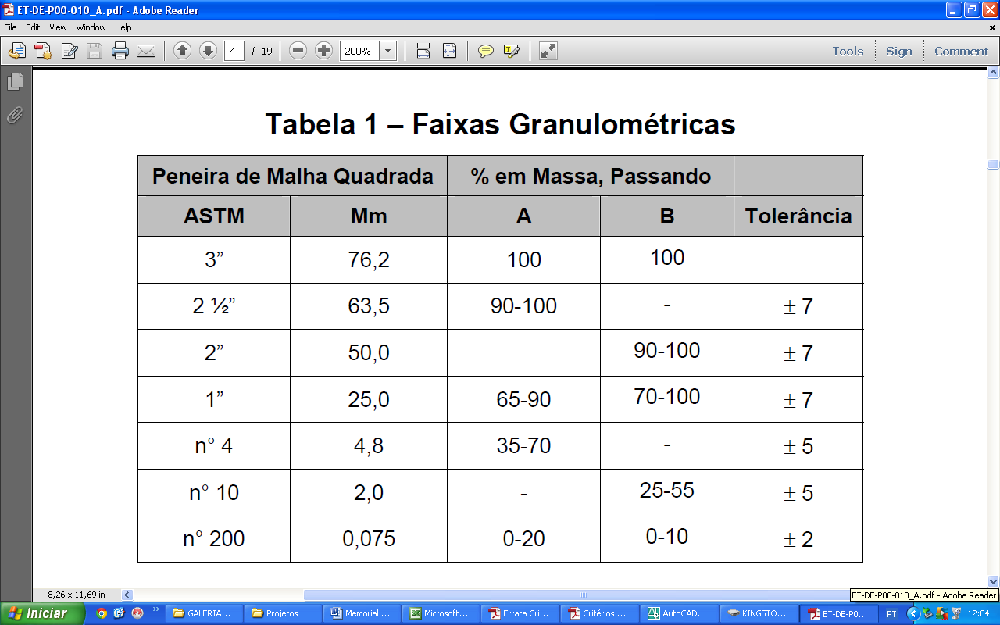 ET-DE-P00-010_A.pdf - Adobe Reader
File Edit View Window Help
4 / 19 200% Tools Sign Comment
Tabela 1 – Faixas Granulométricas
Peneira de Malha Quadrada % em Massa, Passando
ASTM Mm A B Tolerância
3” 76,2 100 100
2 ½” 63,5 90-100 - ± 7
2” 50,0 90-100 ± 7
1” 25,0 65-90 70-100 ± 7
n° 4 4,8 35-70 - ± 5
n° 10 2,0 - 25-55 ± 5
n° 200 0,075 0-20 0-10 ± 2
8,26 x 11,69 in
ET-DE-P00-010_A.pdf - Adobe Reader
Iniciar » GALERIA... Projetos Memorial ... Microsoft... Errata Cri... Critérios ... AutoCAD... KINGSTO... ET-DE-P0... PT 12:04